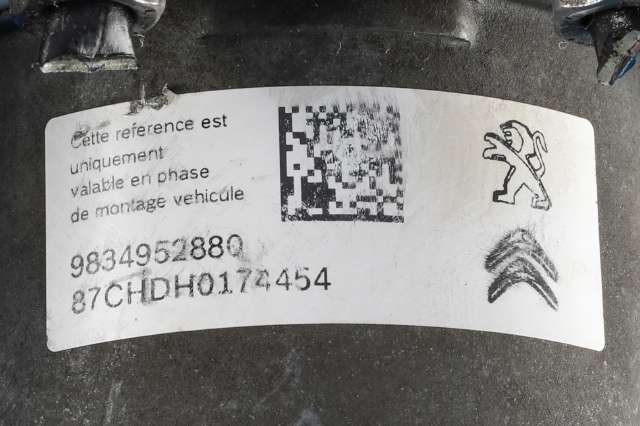 Cette reference est
uniquement
valable en phase
de montage vehicule
9834952880
87CHDH0174454